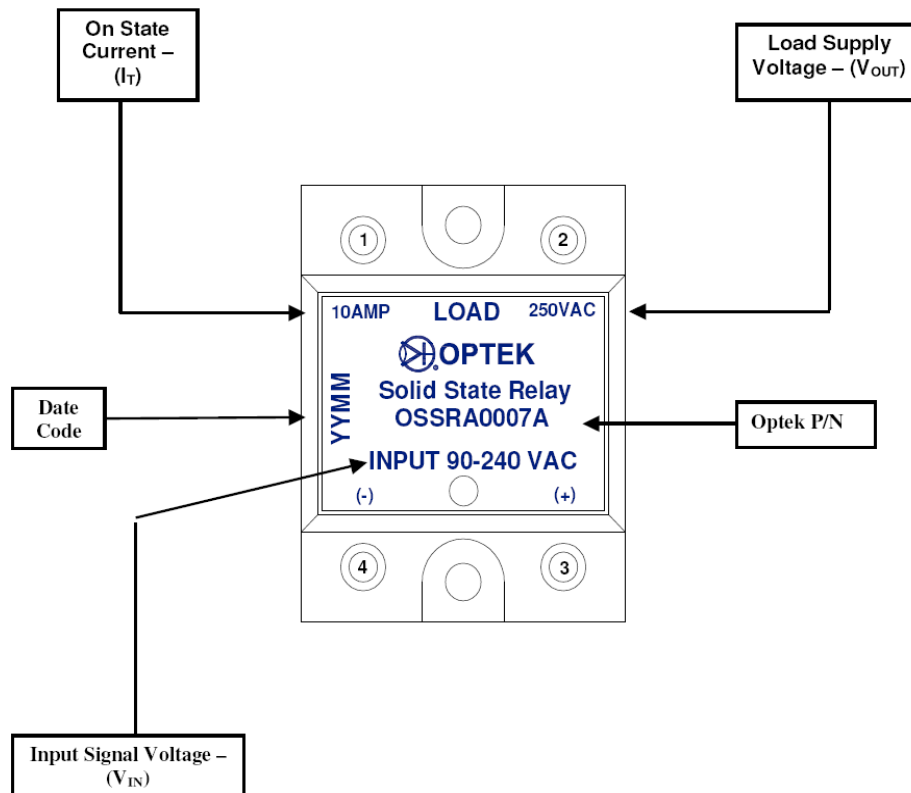 On State
Current –
(IT)
Load Supply
Voltage – (VOUT)
1
2
10AMP LOAD 250VAC
OPTEK
YYMM
Solid State Relay
OSSRA0007A
Date
Code
Optek P/N
INPUT 90-240 VAC
(-) (+)
4
3
Input Signal Voltage –
(VIN)